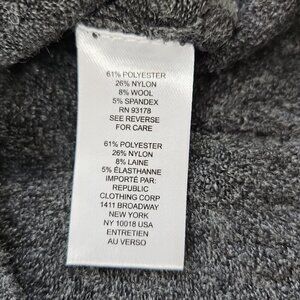 61% POLYESTER
26% NYLON
8% WOOL
5% SPANDEX
RN 93178
SEE REVERSE
FOR CARE
61% POLYESTER
26% NYLON
8% LAINE
5% ÉLASTHANNE
IMPORTÉ PAR:
REPUBLIC
CLOTHING CORP
1411 BROADWAY
NEW YORK
NY 10018 USA
ENTRETIEN
AU VERSO